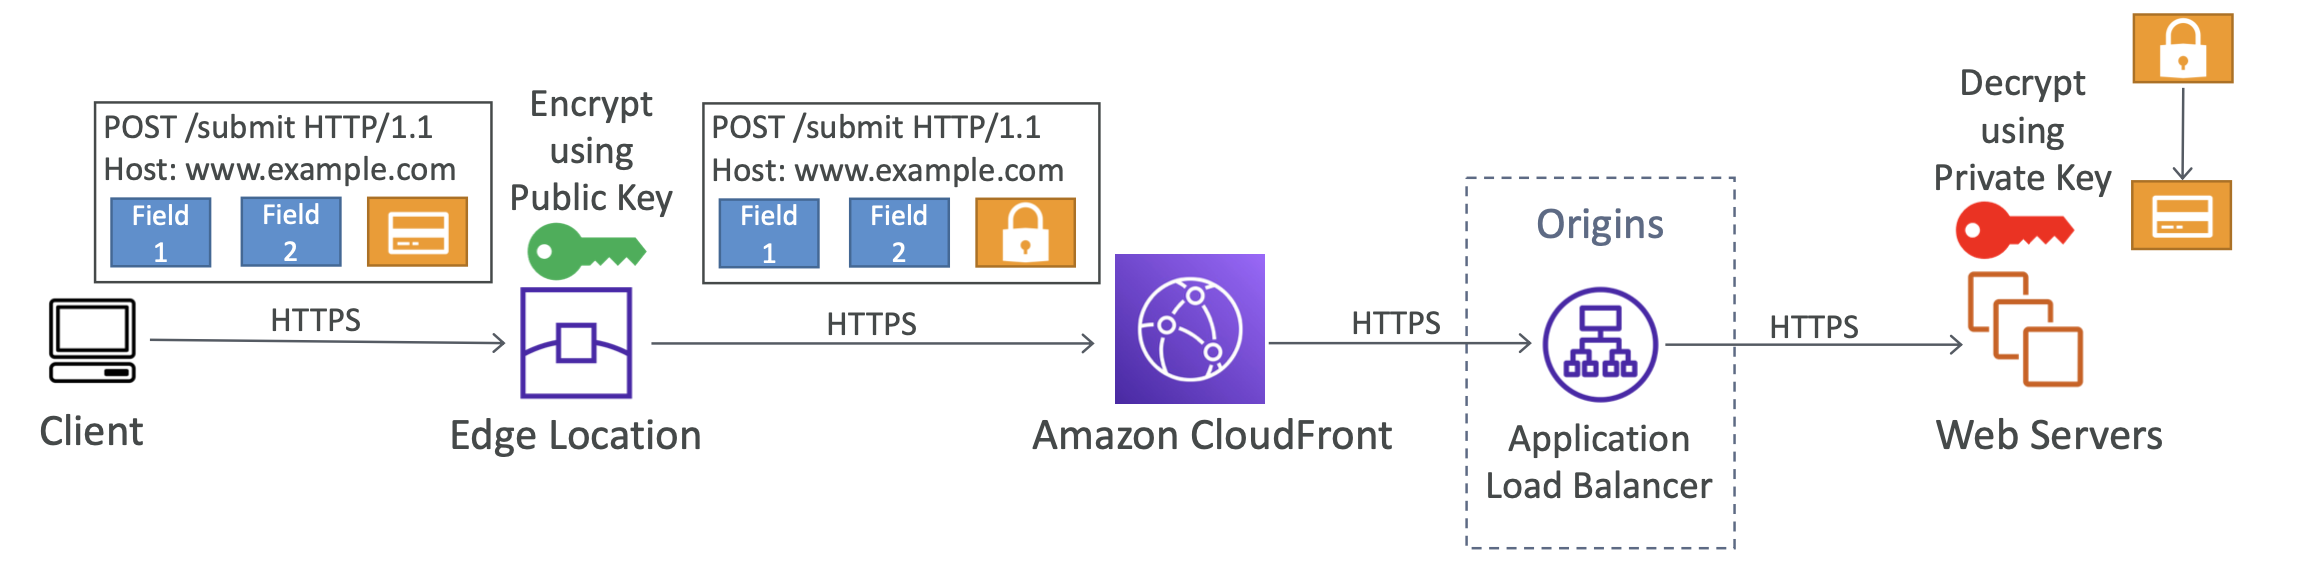 POST /submit HTTP/1.1
Host: www.example.com
Field
1
Field
2
HTTPS
Client
Encrypt
using
Public Key
Edge Location
POST /submit HTTP/1.1
Host: www.example.com
Field
1
Field
2
HTTPS
Amazon CloudFront
HTTPS
Origins
Application
Load Balancer
HTTPS
Decrypt
using
Private Key
Web Servers